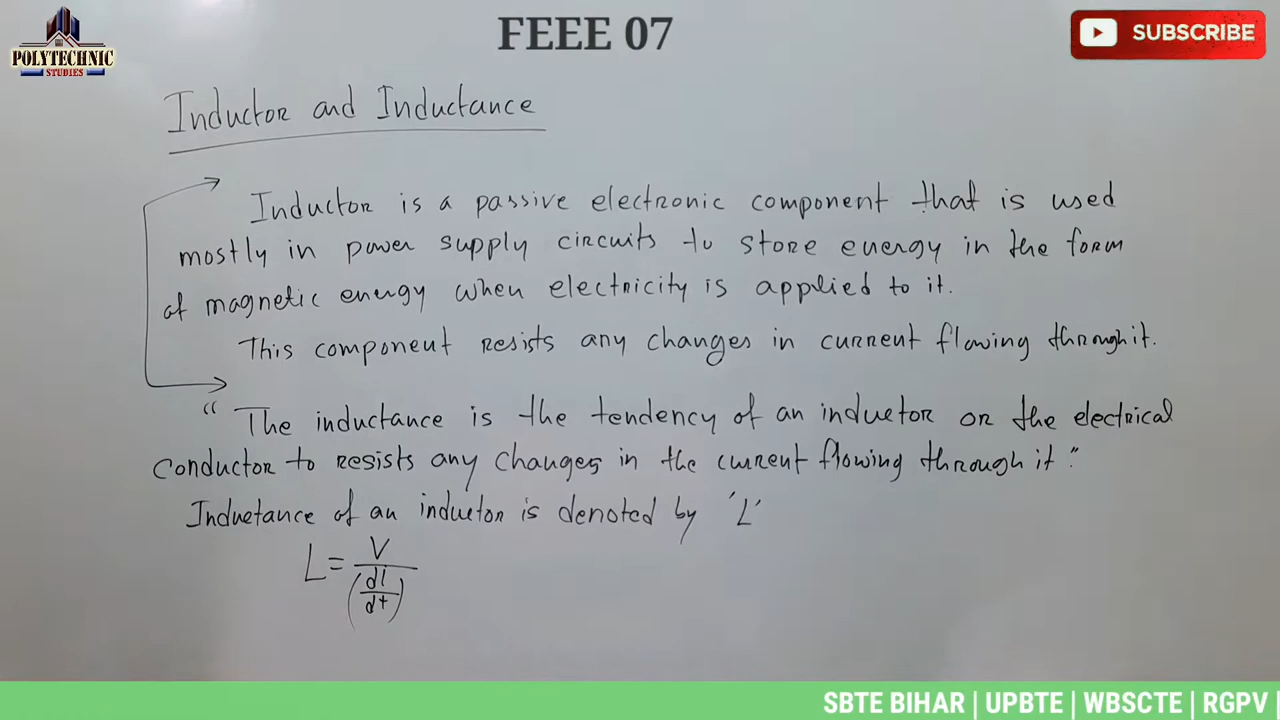 FEEE 07
POLYTECHNIC
STUDIES
SUBSCRIBE
Inductor and Inductance
Inductor is a passive electronic component that is used
mostly in power supply circuits to store energy in the form
of magnetic energy when electricity is applied to it.
This component resists any changes in current flowing through it.
“ The inductance is the tendency of an inductor or the electrical
conductor to resists any changes in the current flowing through it ”
Inductance of an inductor is denoted by 'L'
L = V / (dI/dt)
SBTE BIHAR | UPBTE | WBSCTE | RGPV |